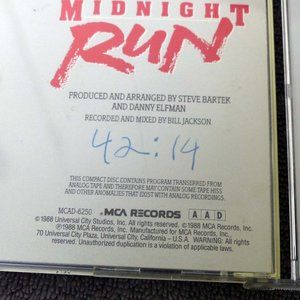 MIDNIGHT
RUN
PRODUCED AND ARRANGED BY STEVE BARTEK
AND DANNY ELFMAN
RECORDED AND MIXED BY BILL JACKSON
42:14
THIS COMPACT DISC CONTAINS PROGRAM TRANSFERRED FROM
ANALOG TAPE AND THEREFORE MAY CONTAIN SOME TAPE HISS
AND OTHER ANOMALIES THAT EXIST WITH ANALOG RECORDINGS.
MCAD-6250 MCA RECORDS A A D
©1988 Universal City Studios, Inc. All rights reserved.
℗1988 MCA Records, Inc. Manufactured for MCA Records, Inc.
70 Universal City Plaza, Universal City, California – U.S.A. WARNING: All rights
reserved. Unauthorized duplication is a violation of applicable laws.